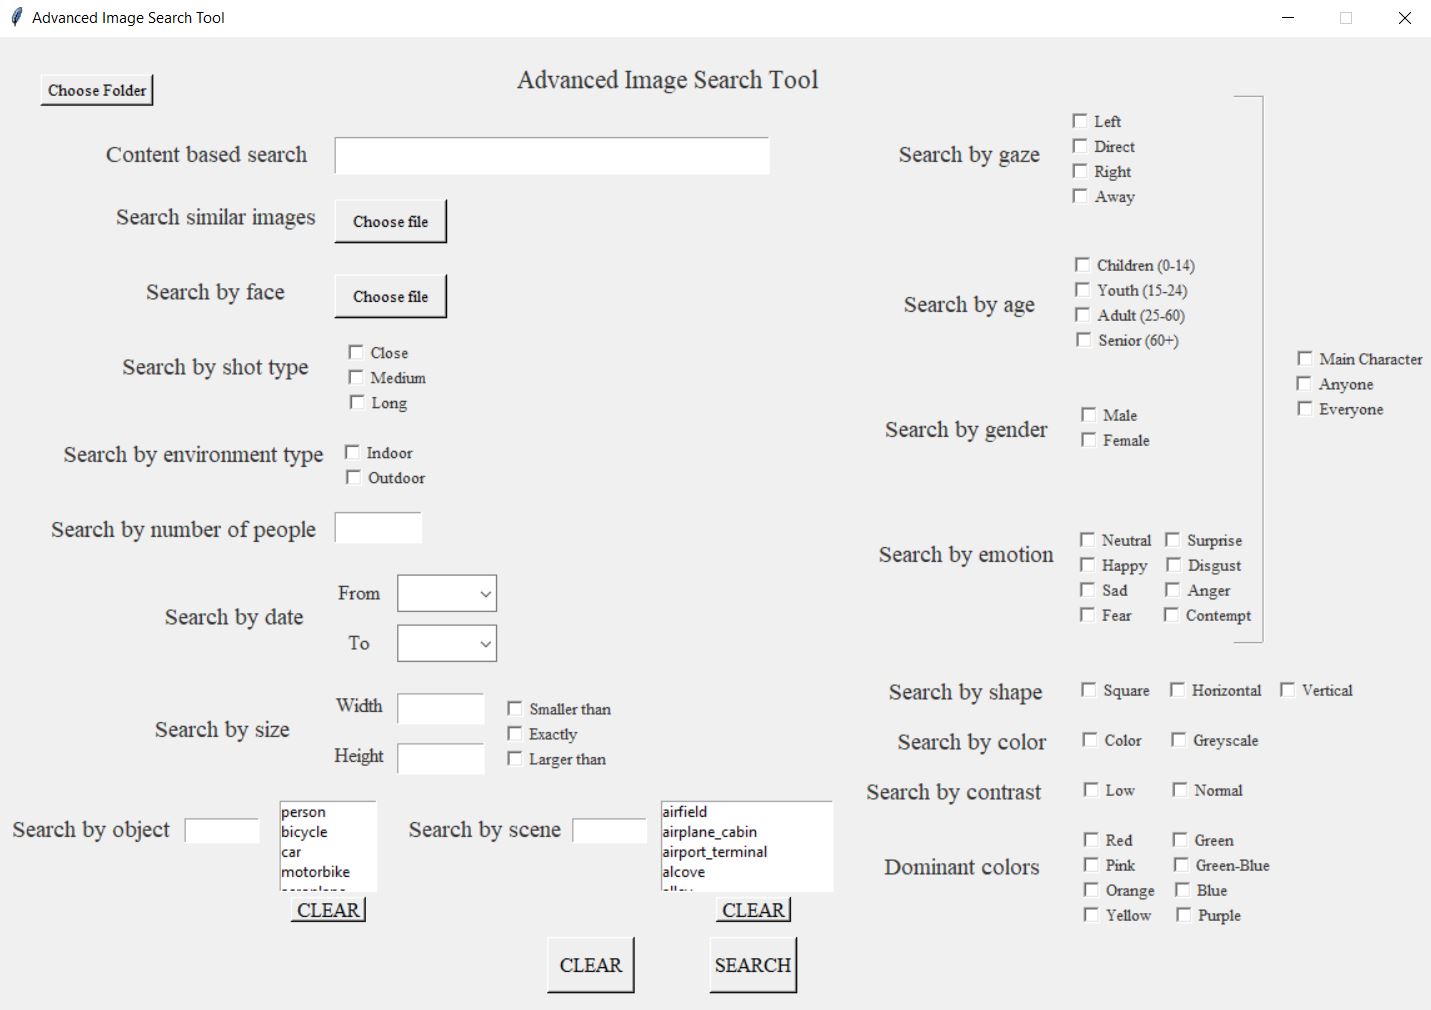 Advanced Image Search Tool
Choose Folder
Advanced Image Search Tool
Content based search
Search similar images
Choose file
Search by face
Choose file
Search by shot type
Close
Medium
Long
Search by environment type
Indoor
Outdoor
Search by number of people
Search by date
From
To
Search by size
Width
Height
Smaller than
Exactly
Larger than
Search by object
person
bicycle
car
motorbike
CLEAR
Search by scene
airfield
airplane_cabin
airport_terminal
alcove
CLEAR
CLEAR
SEARCH
Search by gaze
Left
Direct
Right
Away
Search by age
Children (0-14)
Youth (15-24)
Adult (25-60)
Senior (60+)
Search by gender
Male
Female
Search by emotion
Neutral Surprise
Happy Disgust
Sad Anger
Fear Contempt
Main Character
Anyone
Everyone
Search by shape
Square Horizontal Vertical
Search by color
Color Greyscale
Search by contrast
Low Normal
Dominant colors
Red Green
Pink Green-Blue
Orange Blue
Yellow Purple